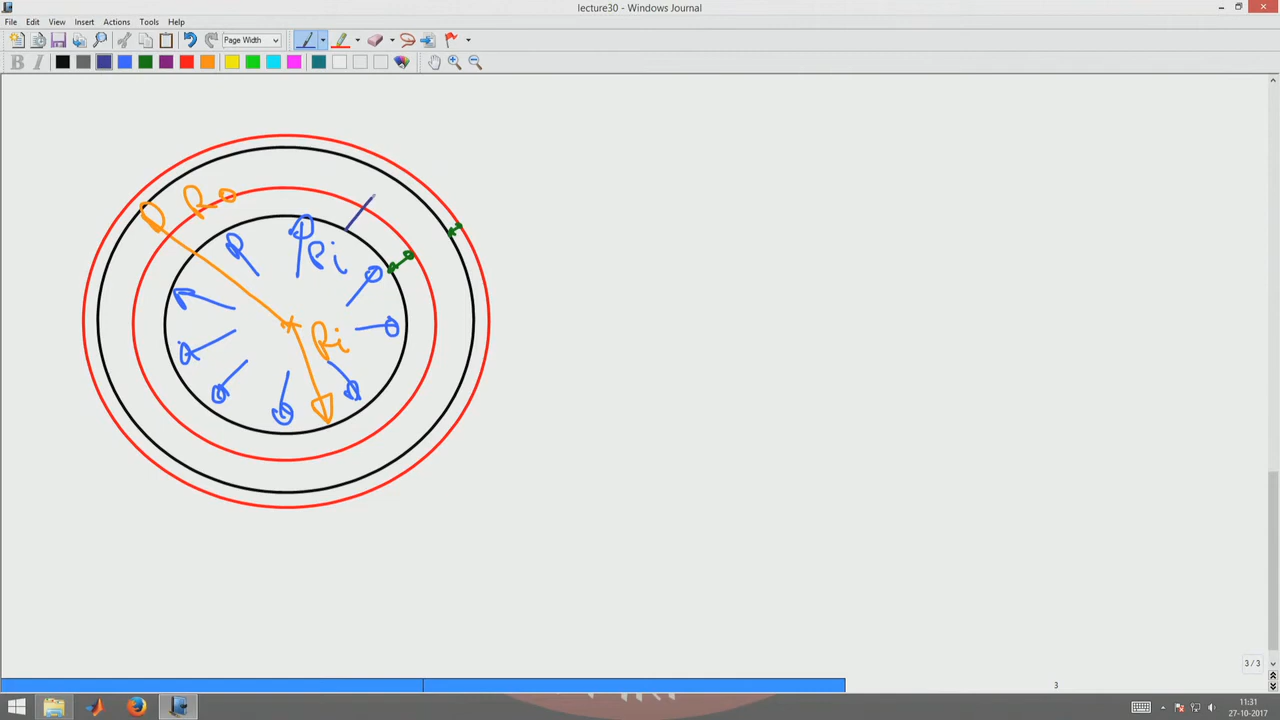 lecture30 - Windows Journal
File Edit View Insert Actions Tools Help
Page Width
B I
Ro
Pi
Ri
3 / 3
3
11:31
27-10-2017